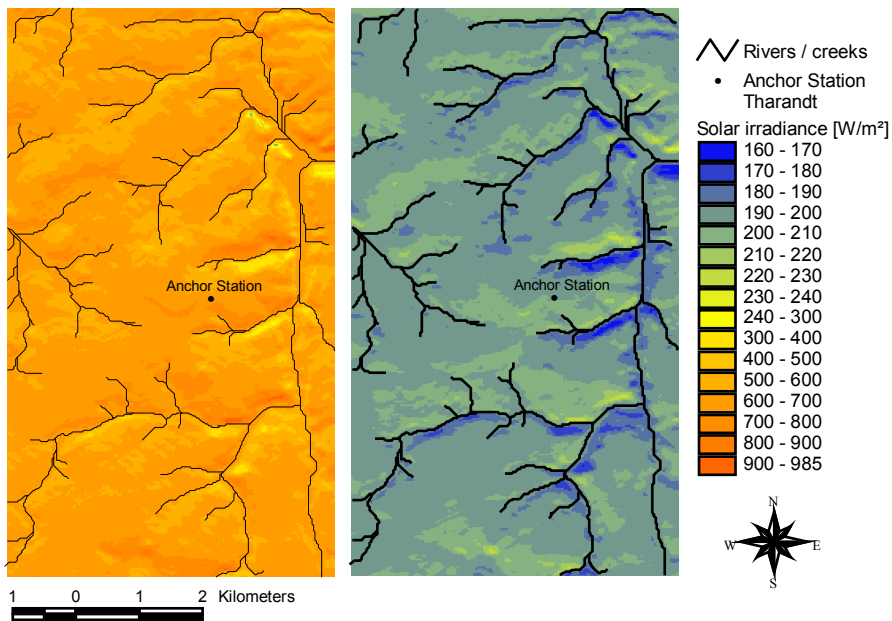 Anchor Station
Anchor Station
Rivers / creeks
Anchor Station
Tharandt
Solar irradiance [W/m²]
160 - 170
170 - 180
180 - 190
190 - 200
200 - 210
210 - 220
220 - 230
230 - 240
240 - 300
300 - 400
400 - 500
500 - 600
600 - 700
700 - 800
800 - 900
900 - 985
N
W E
S
1 0 1 2 Kilometers